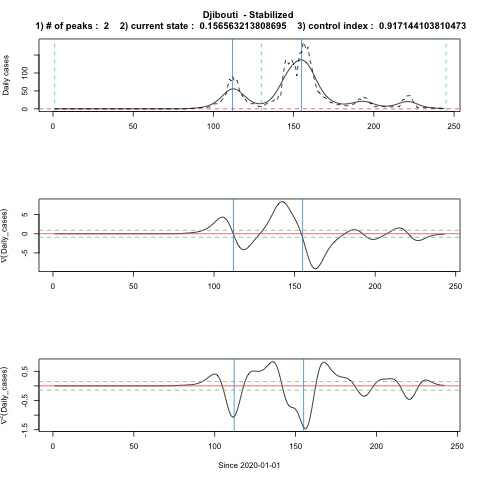 Djibouti - Stabilized
1) # of peaks : 2 2) current state : 0.156563213808695 3) control index : 0.917144103810473
Daily cases
0 50 100
0 50 100 150 200 250
∇(Daily_cases)
-5 0 5
0 50 100 150 200 250
∇²(Daily_cases)
-1.5 -0.5 0.5
0 50 100 150 200 250
Since 2020-01-01